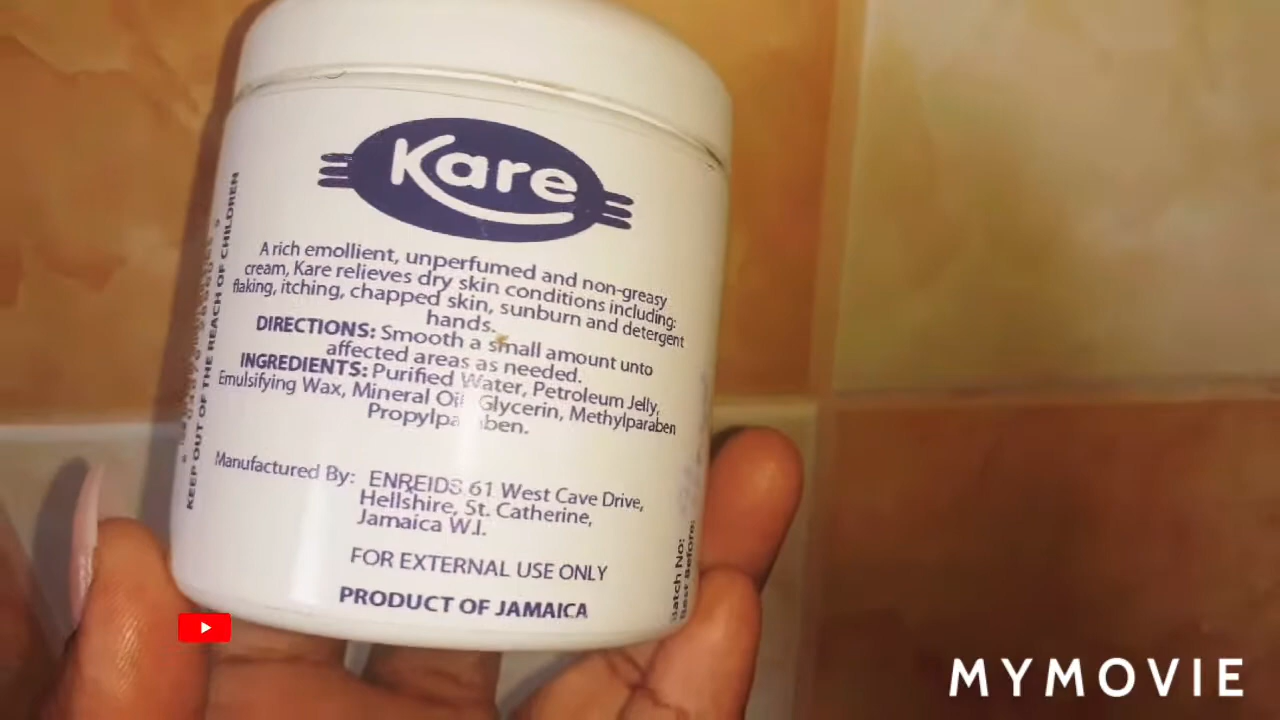 Kare
A rich emollient, unperfumed and non-greasy
cream, Kare relieves dry skin conditions including:
flaking, itching, chapped skin, sunburn and detergent
hands.
DIRECTIONS: Smooth a small amount unto
affected areas as needed.
INGREDIENTS: Purified Water, Petroleum Jelly,
Emulsifying Wax, Mineral Oil, Glycerin, Methylparaben
Propylparaben.
Manufactured By: ENREIDS 61 West Cave Drive,
Hellshire, St. Catherine,
Jamaica W.I.
FOR EXTERNAL USE ONLY
PRODUCT OF JAMAICA
KEEP OUT OF THE REACH OF CHILDREN
Batch No:
Best Before:
MYMOVIE